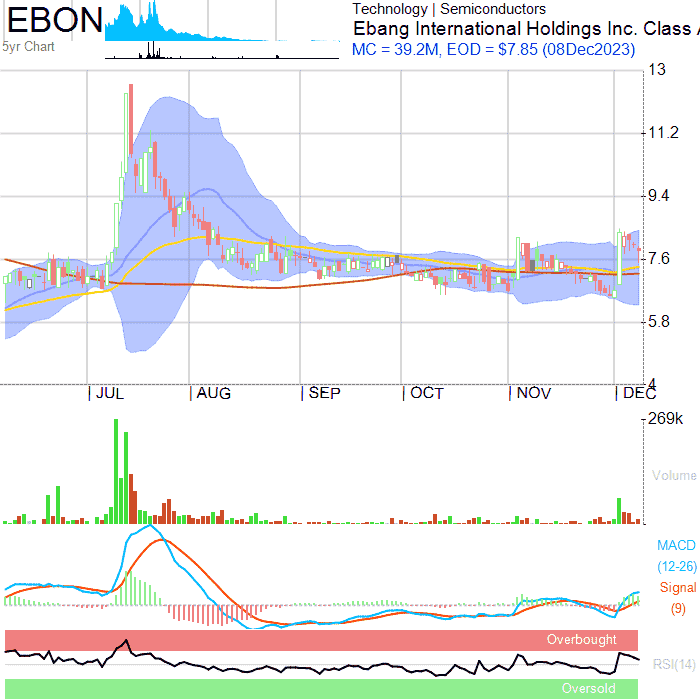 EBON
5yr Chart
Technology | Semiconductors
Ebang International Holdings Inc. Class A
MC = 39.2M, EOD = $7.85 (08Dec2023)
13
11.2
9.4
7.6
5.8
4
JUL AUG SEP OCT NOV DEC
269k
Volume
MACD
(12-26)
Signal
(9)
Overbought
RSI(14)
Oversold